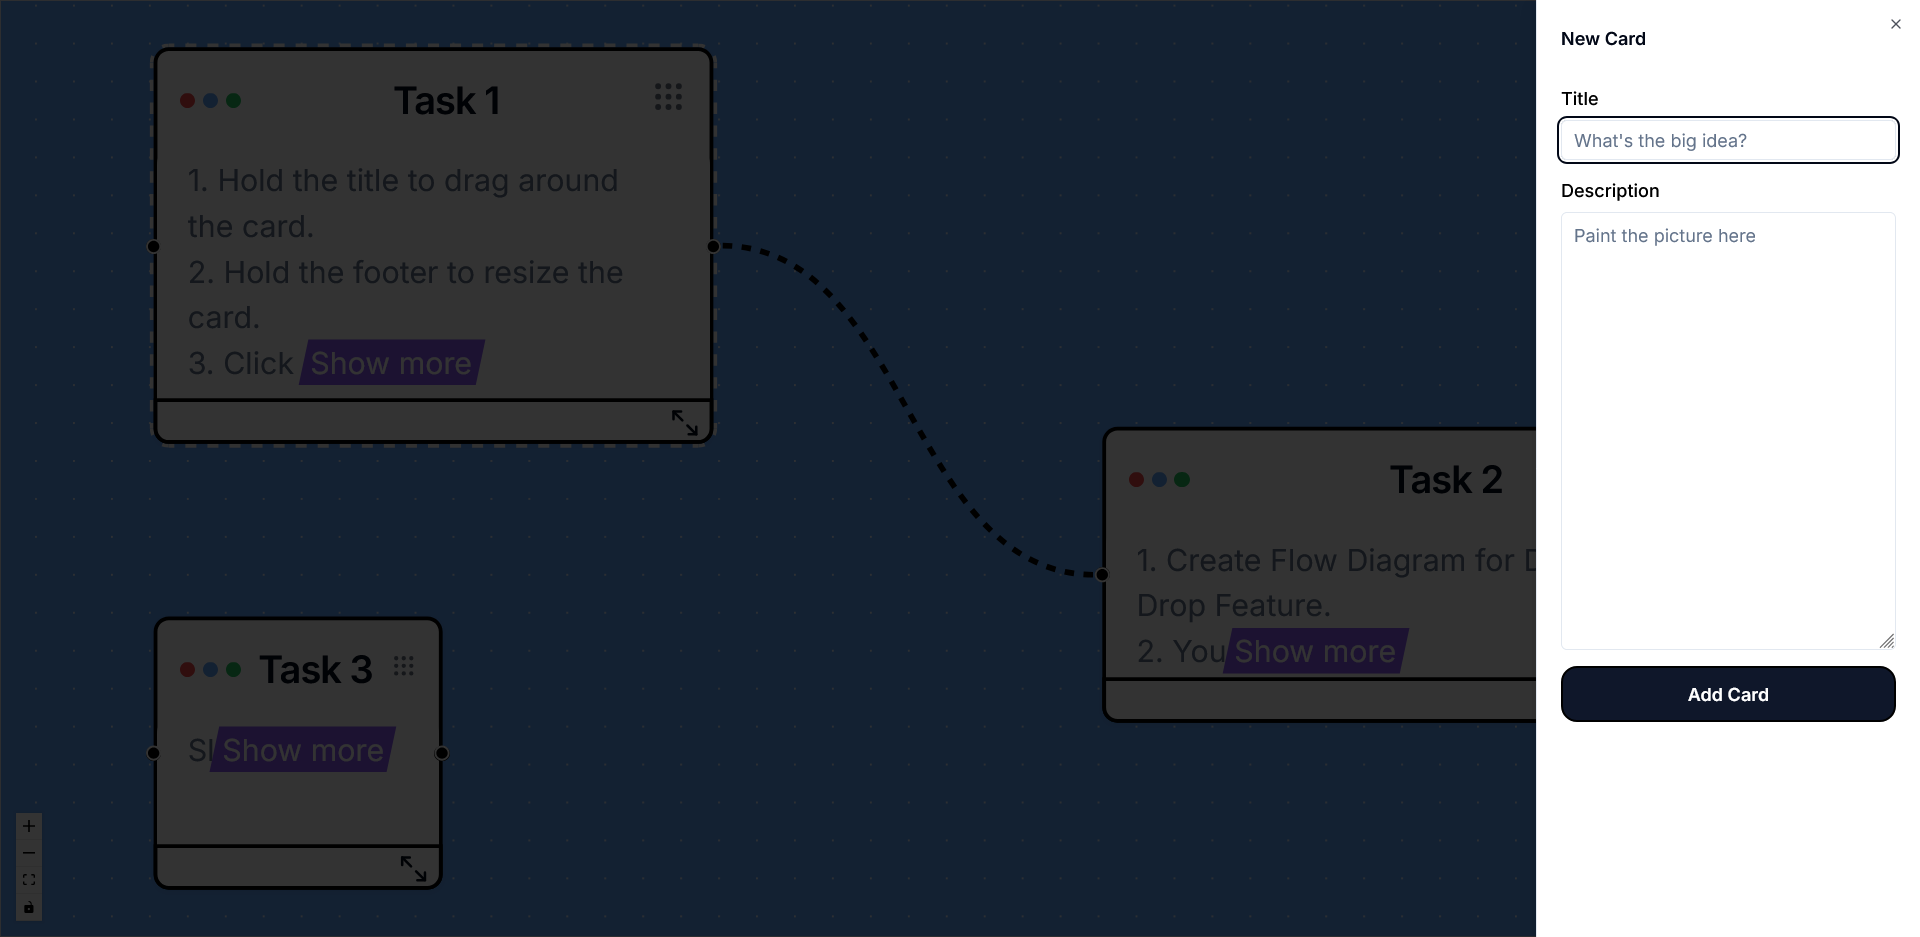 Task 1
1. Hold the title to drag around
the card.
2. Hold the footer to resize the
card.
3. Click Show more
Task 2
1. Create Flow Diagram for
Drop Feature.
2. You Show more
Task 3
Show more
New Card
Title
What's the big idea?
Description
Paint the picture here
Add Card